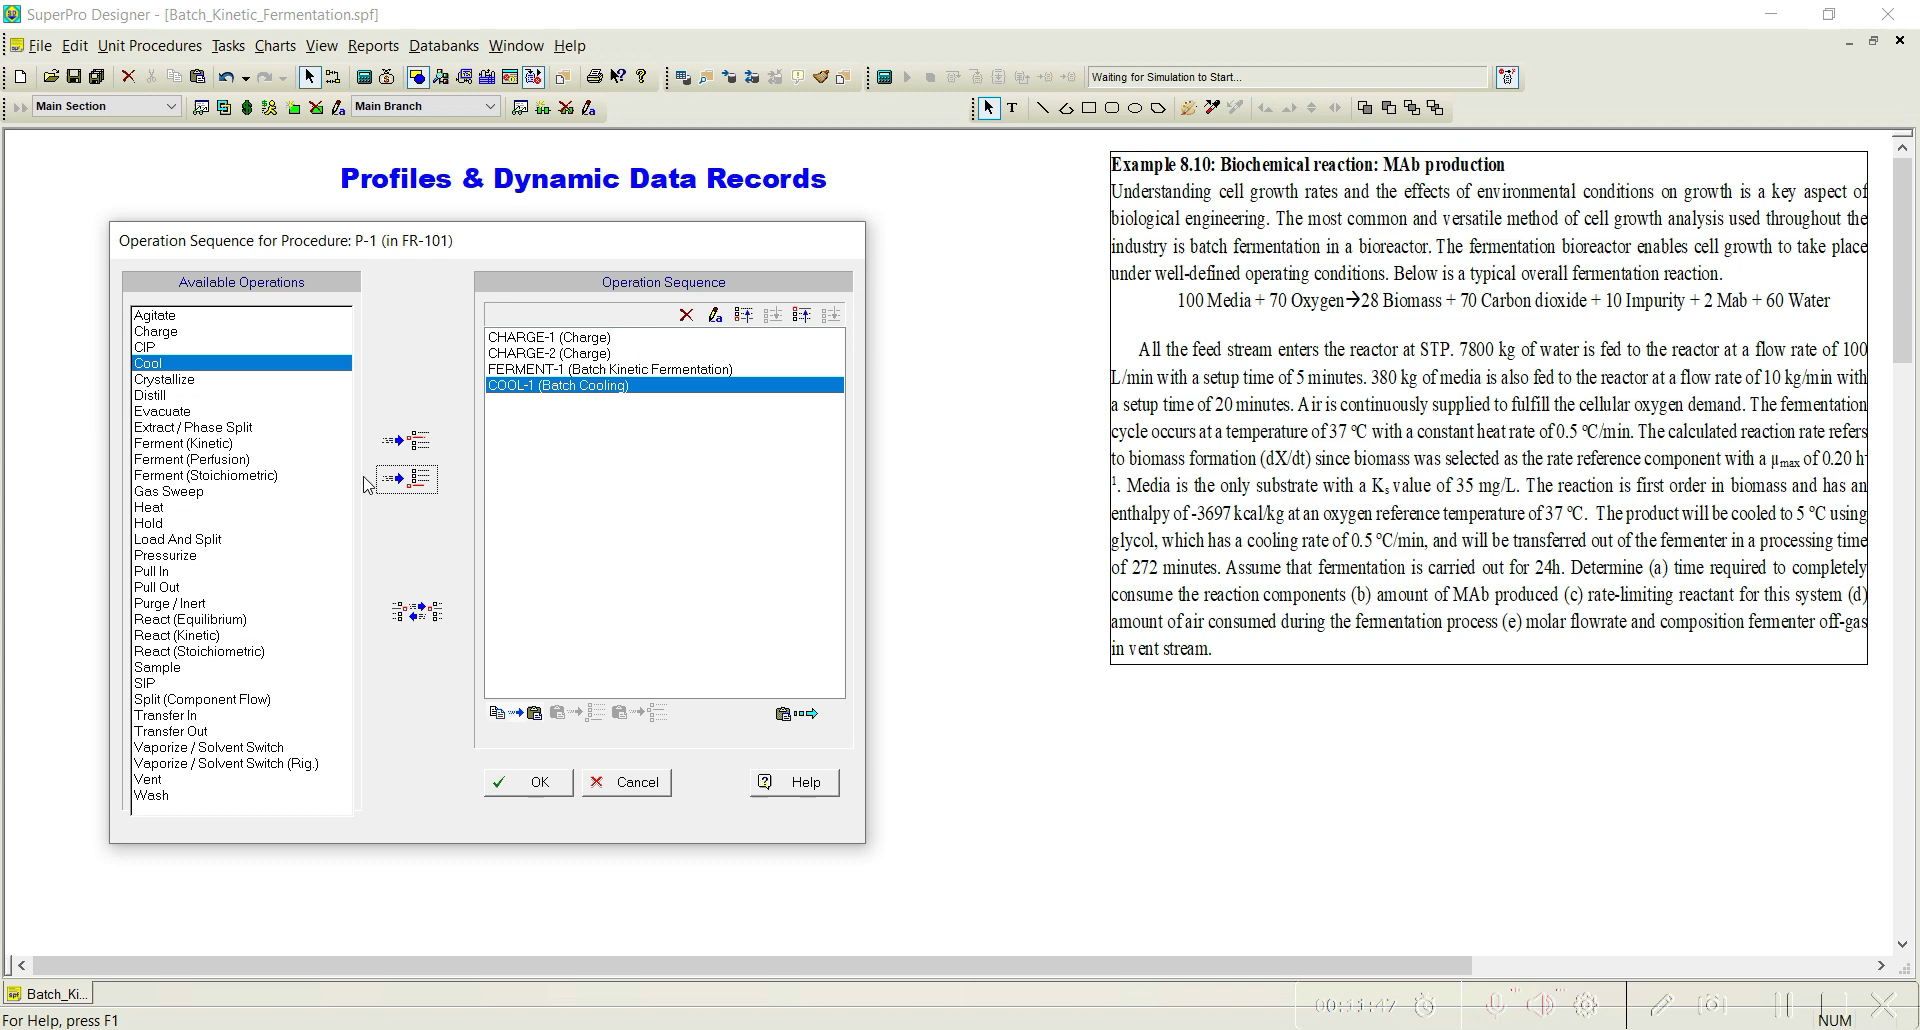 SuperPro Designer - [Batch_Kinetic_Fermentation.spf]
File Edit Unit Procedures Tasks Charts View Reports Databanks Window Help
Waiting for Simulation to Start...
Main Section Main Branch
Profiles & Dynamic Data Records
Operation Sequence for Procedure: P-1 (in FR-101)
Available Operations
Agitate
Charge
CIP
Cool
Crystallize
Distill
Evacuate
Extract / Phase Split
Ferment (Kinetic)
Ferment (Perfusion)
Ferment (Stoichiometric)
Gas Sweep
Heat
Hold
Load And Split
Pressurize
Pull In
Pull Out
Purge / Inert
React (Equilibrium)
React (Kinetic)
React (Stoichiometric)
Sample
SIP
Split (Component Flow)
Transfer In
Transfer Out
Vaporize / Solvent Switch
Vaporize / Solvent Switch (Rig.)
Vent
Wash
Operation Sequence
CHARGE-1 (Charge)
CHARGE-2 (Charge)
FERMENT-1 (Batch Kinetic Fermentation)
COOL-1 (Batch Cooling)
OK Cancel Help
Example 8.10: Biochemical reaction: MAb production
Understanding cell growth rates and the effects of environmental conditions on growth is a key aspect of
biological engineering. The most common and versatile method of cell growth analysis used throughout the
industry is batch fermentation in a bioreactor. The fermentation bioreactor enables cell growth to take place
under well-defined operating conditions. Below is a typical overall fermentation reaction.
100 Media + 70 Oxygen→28 Biomass + 70 Carbon dioxide + 10 Impurity + 2 Mab + 60 Water
All the feed stream enters the reactor at STP. 7800 kg of water is fed to the reactor at a flow rate of 100
L/min with a setup time of 5 minutes. 380 kg of media is also fed to the reactor at a flow rate of 10 kg/min with
a setup time of 20 minutes. Air is continuously supplied to fulfill the cellular oxygen demand. The fermentation
cycle occurs at a temperature of 37 °C with a constant heat rate of 0.5 °C/min. The calculated reaction rate refers
to biomass formation (dX/dt) since biomass was selected as the rate reference component with a μmax of 0.20 h⁻
¹. Media is the only substrate with a Ks value of 35 mg/L. The reaction is first order in biomass and has an
enthalpy of -3697 kcal/kg at an oxygen reference temperature of 37 °C. The product will be cooled to 5 °C using
glycol, which has a cooling rate of 0.5 °C/min, and will be transferred out of the fermenter in a processing time
of 272 minutes. Assume that fermentation is carried out for 24h. Determine (a) time required to completely
consume the reaction components (b) amount of MAb produced (c) rate-limiting reactant for this system (d)
amount of air consumed during the fermentation process (e) molar flowrate and composition fermenter off-gas
in vent stream.
Batch_Ki...
00:11:47
For Help, press F1
NUM